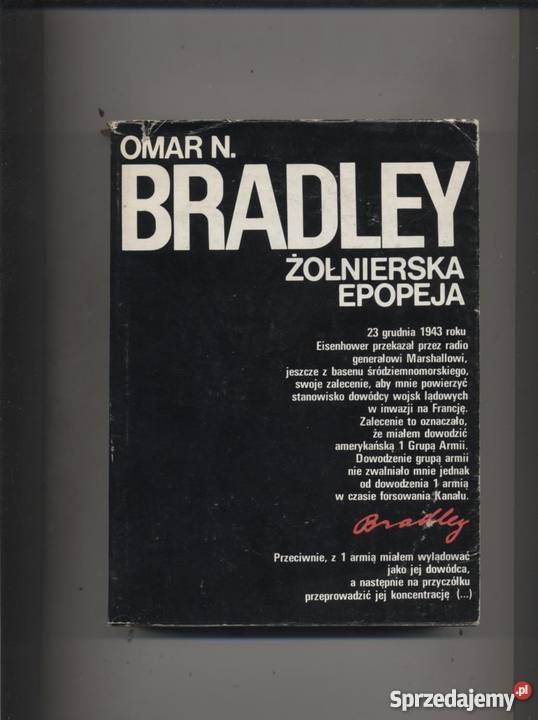 OMAR N.
BRADLEY
ŻOŁNIERSKA
EPOPEJA
23 grudnia 1943 roku
Eisenhower przekazał przez radio
generałowi Marshallowi,
jeszcze z basenu śródziemnomorskiego,
swoje zalecenie, aby mnie powierzyć
stanowisko dowódcy wojsk lądowych
w inwazji na Francję.
Zalecenie to oznaczało,
że miałem dowodzić
amerykańską 1 Grupą Armii.
Dowodzenie grupą armii
nie zwalniało mnie jednak
od dowodzenia 1 armią
w czasie forsowania Kanału.
Bradley
Przeciwnie, z 1 armią miałem wylądować
jako jej dowódca,
a następnie na przyczółku
przeprowadzić jej koncentrację (...)
Sprzedajemy.pl